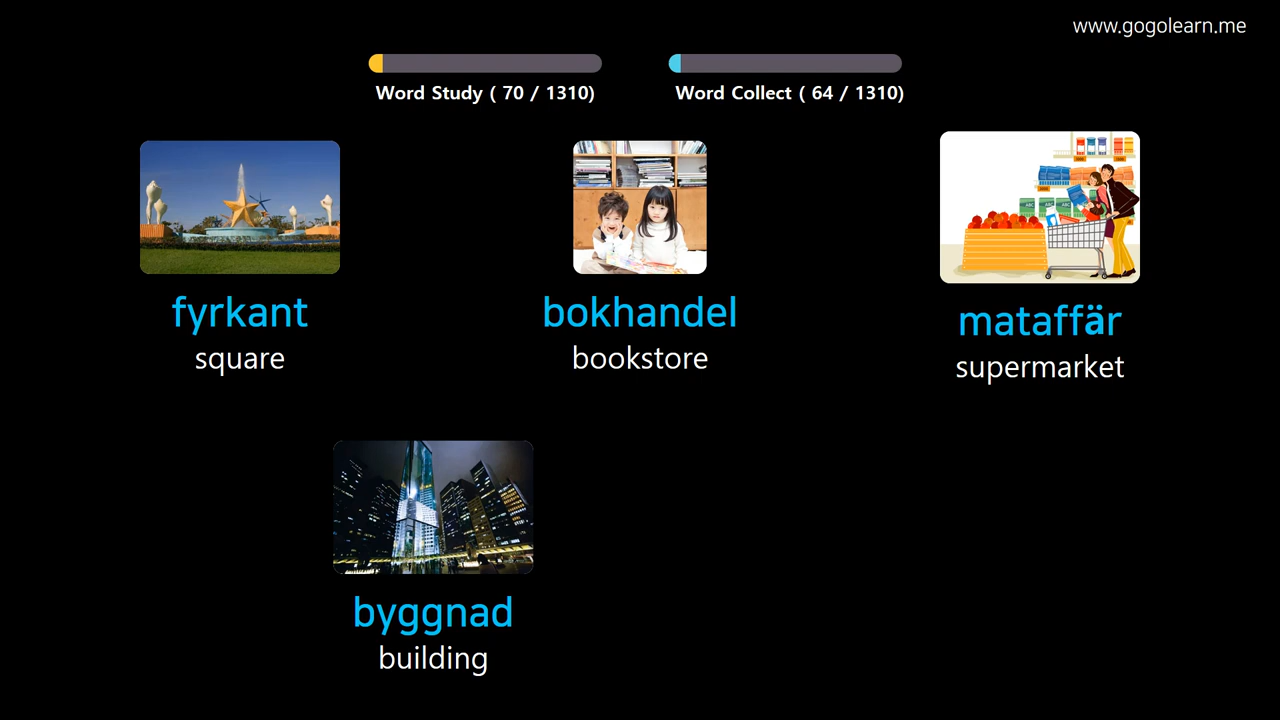 www.gogolearn.me
Word Study ( 70 / 1310)
Word Collect ( 64 / 1310)
fyrkant
square
bokhandel
bookstore
mataffär
supermarket
byggnad
building